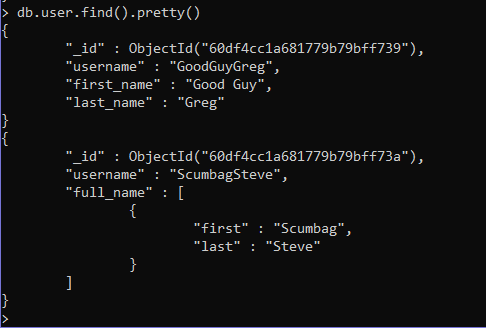 > db.user.find().pretty()
{
        "_id" : ObjectId("60df4cc1a681779b79bff739"),
        "username" : "GoodGuyGreg",
        "first_name" : "Good Guy",
        "last_name" : "Greg"
}
{
        "_id" : ObjectId("60df4cc1a681779b79bff73a"),
        "username" : "ScumbagSteve",
        "full_name" : [
                {
                        "first" : "Scumbag",
                        "last" : "Steve"
                }
        ]
}
>